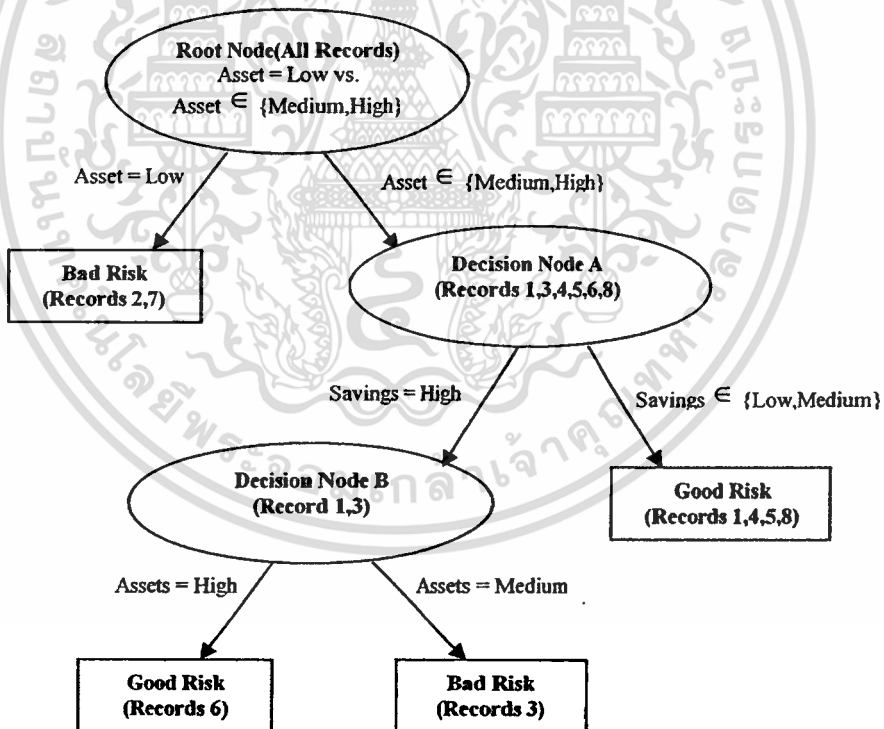 Root Node(All Records)
Asset = Low vs.
Asset ∈ {Medium,High}
Asset = Low
Asset ∈ {Medium,High}
Bad Risk
(Records 2,7)
Decision Node A
(Records 1,3,4,5,6,8)
Savings = High
Savings ∈ {Low,Medium}
Decision Node B
(Record 1,3)
Good Risk
(Records 1,4,5,8)
Assets = High
Assets = Medium
Good Risk
(Records 6)
Bad Risk
(Records 3)